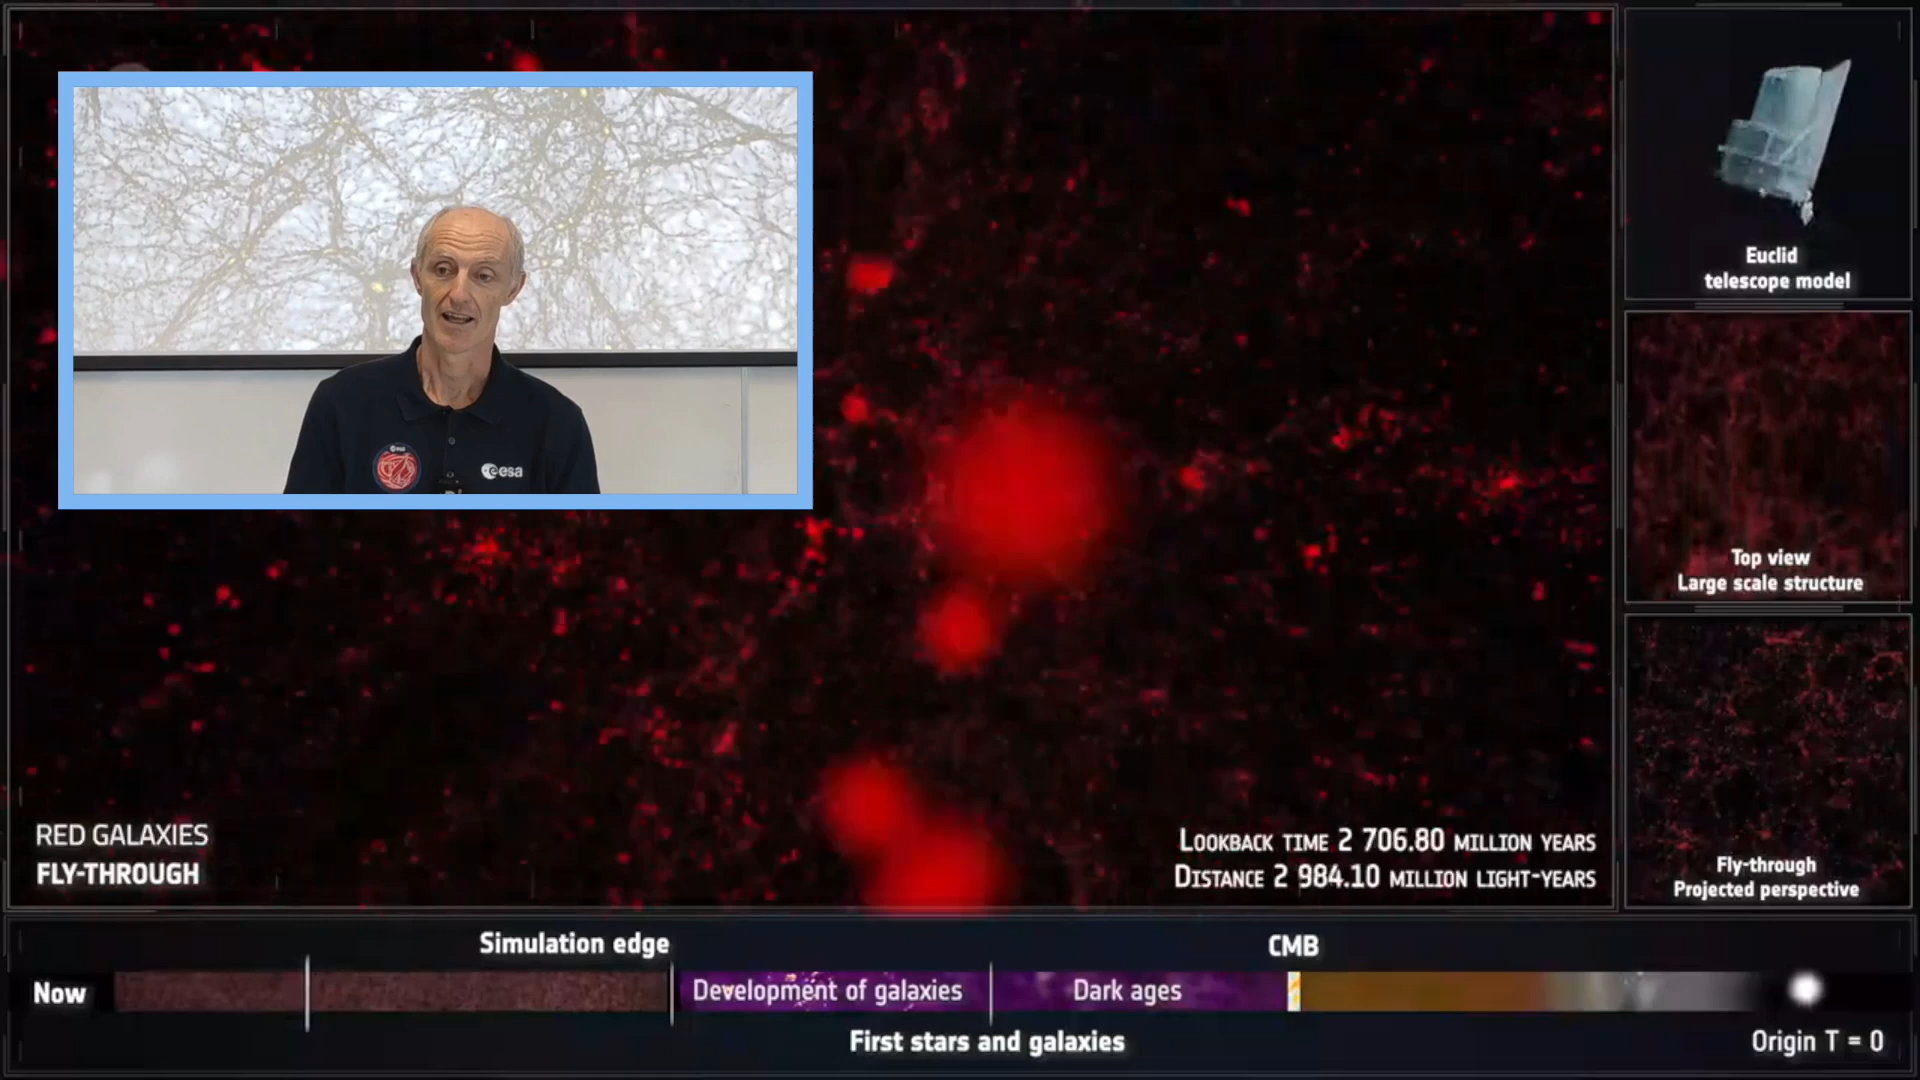 esa
esa
RED GALAXIES
FLY-THROUGH
LOOKBACK TIME 2 706.80 MILLION YEARS
DISTANCE 2 984.10 MILLION LIGHT-YEARS
Euclid
telescope model
Top view
Large scale structure
Fly-through
Projected perspective
Simulation edge
CMB
Now
Development of galaxies
Dark ages
First stars and galaxies
Origin T = 0